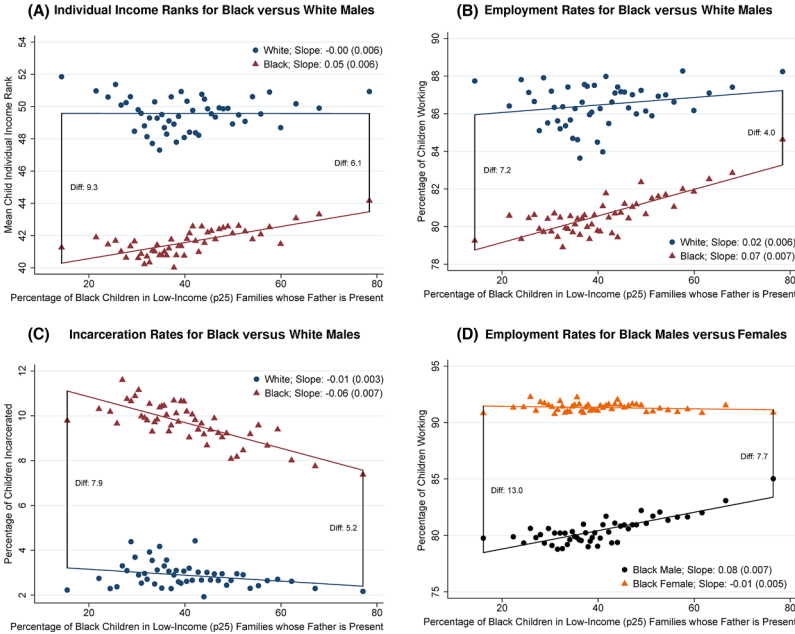 (A) Individual Income Ranks for Black versus White Males
54
52
50
48
46
44
42
40
Mean Child Individual Income Rank
White; Slope: -0.00 (0.006)
Black; Slope: 0.05 (0.006)
Diff: 6.1
Diff: 9.3
20 40 60 80
Percentage of Black Children in Low-Income (p25) Families whose Father is Present
(B) Employment Rates for Black versus White Males
90
88
86
84
82
80
78
Percentage of Children Working
Diff: 4.0
Diff: 7.2
White; Slope: 0.02 (0.006)
Black; Slope: 0.07 (0.007)
20 40 60 80
Percentage of Black Children in Low-Income (p25) Families whose Father is Present
(C) Incarceration Rates for Black versus White Males
12
10
8
6
4
2
Percentage of Children Incarcerated
White; Slope: -0.01 (0.003)
Black; Slope: -0.06 (0.007)
Diff: 7.9
Diff: 5.2
20 40 60 80
Percentage of Black Children in Low-Income (p25) Families whose Father is Present
(D) Employment Rates for Black Males versus Females
95
90
85
80
75
Percentage of Children Working
Diff: 7.7
Diff: 13.0
Black Male; Slope: 0.08 (0.007)
Black Female; Slope: -0.01 (0.005)
20 40 60 80
Percentage of Black Children in Low-Income (p25) Families whose Father is Present